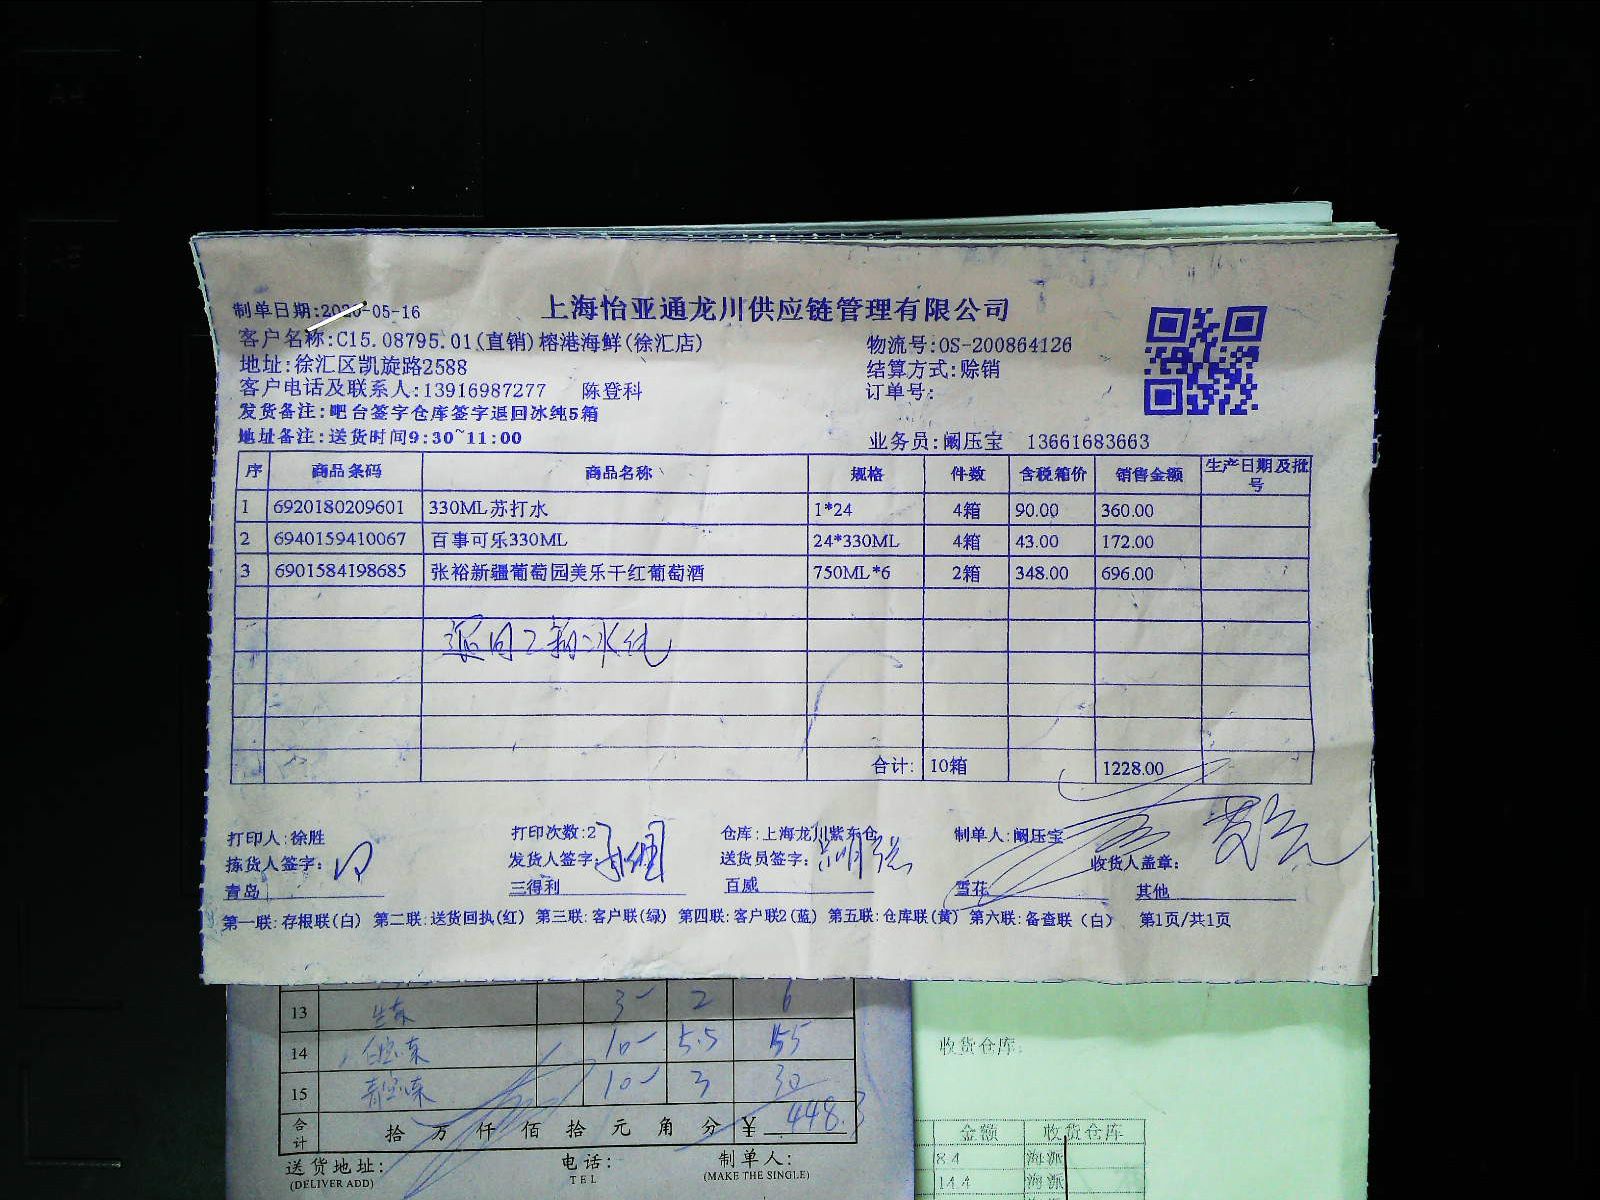 上海怡亚通龙川供应链管理有限公司
制单日期:2020-05-16
客户名称:C15.08795.01(直销)榕港海鲜(徐汇店)
物流号:OS-200864126
地址:徐汇区凯旋路2588
结算方式:赊销
客户电话及联系人:13916987277 陈登科
订单号:
发货备注:吧台签字仓库签字退回冰纯5箱
地址备注:送货时间9:30~11:00
业务员:阚压宝 13661683663
序 商品条码 商品名称 规格 件数 含税箱价 销售金额 生产日期及批号
1 6920180209601 330ML苏打水 1*24 4箱 90.00 360.00
2 6940159410067 百事可乐330ML 24*330ML 4箱 43.00 172.00
3 6901584198685 张裕新疆葡萄园美乐干红葡萄酒 750ML*6 2箱 348.00 696.00
退回2箱冰纯
合计: 10箱 1228.00
打印人:徐胜 打印次数:2 仓库:上海龙川紫东仓 制单人:阚压宝
拣货人签字: 发货人签字: 送货员签字: 收货人盖章:
青岛 三得利 百威 雪花 其他
第一联:存根联(白) 第二联:送货回执(红) 第三联:客户联(绿) 第四联:客户联2(蓝) 第五联:仓库联(黄) 第六联:备查联(白) 第1页/共1页
13 3 2 6
14 10 5.5 55
15 10 3 30
合计 拾 万 仟 佰 拾 元 角 分 ¥ 448.3
送货地址: 电话: 制单人:
(DELIVER ADD) TEL (MAKE THE SINGLE)
收货仓库:
金额 收货仓库
8.4 海派
14.4 海派